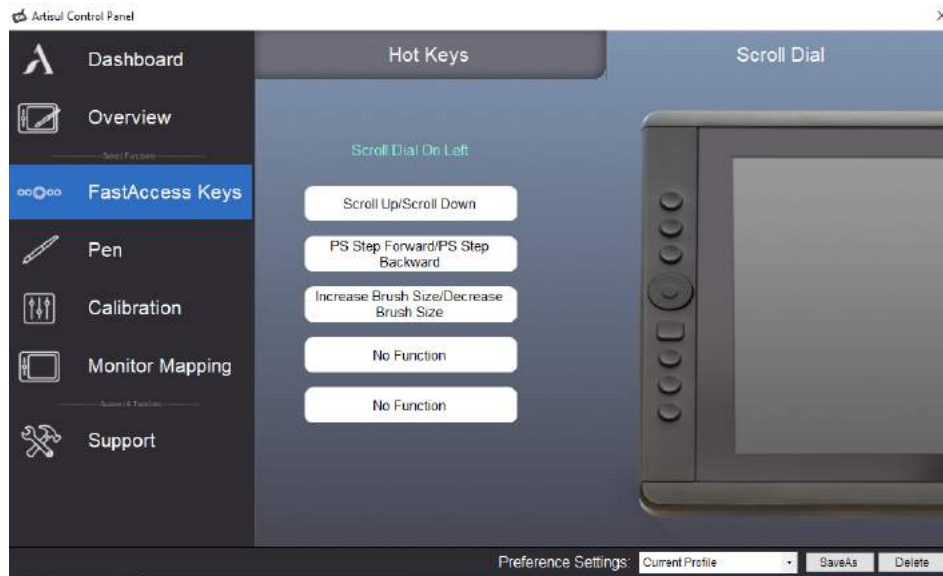 Artisul Control Panel
Dashboard
Overview
Select Functions
FastAccess Keys
Pen
Calibration
Monitor Mapping
Support
Hot Keys
Scroll Dial
Scroll Dial On Left
Scroll Up/Scroll Down
PS Step Forward/PS Step
Backward
Increase Brush Size/Decrease
Brush Size
No Function
No Function
Preference Settings:
Current Profile
SaveAs
Delete